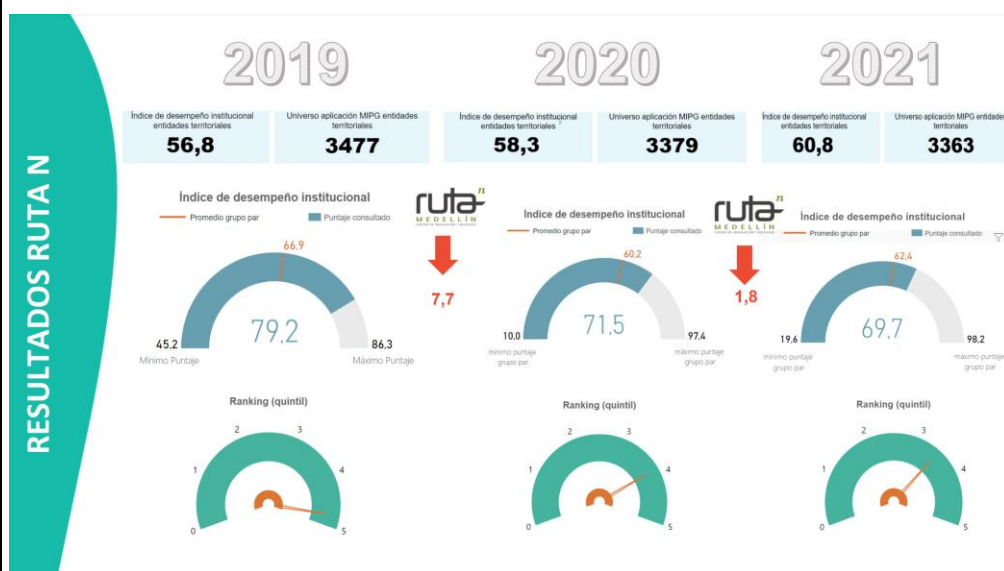 RESULTADOS RUTA N
2019
Índice de desempeño institucional
entidades territoriales
56,8
Universo aplicación MIPG entidades
territoriales
3477
Índice de desempeño institucional
Promedio grupo par
Puntaje consultado
66,9
79,2
45,2
Mínimo Puntaje
86,3
Máximo Puntaje
Ranking (quintil)
0
1
2
3
4
5
ruta n
MEDELLÍN
7,7
2020
Índice de desempeño institucional
entidades territoriales
58,3
Universo aplicación MIPG entidades
territoriales
3379
Índice de desempeño institucional
Promedio grupo par
Puntaje consultado
60,2
71,5
10,0
mínimo puntaje
grupo par
97,4
máximo puntaje
grupo par
Ranking (quintil)
0
1
2
3
4
5
ruta n
MEDELLÍN
1,8
2021
Índice de desempeño institucional
entidades territoriales
60,8
Universo aplicación MIPG entidades
territoriales
3363
Índice de desempeño institucional
Promedio grupo par
Puntaje consultado
62,4
69,7
19,6
mínimo puntaje
grupo par
98,2
máximo puntaje
grupo par
Ranking (quintil)
0
1
2
3
4
5